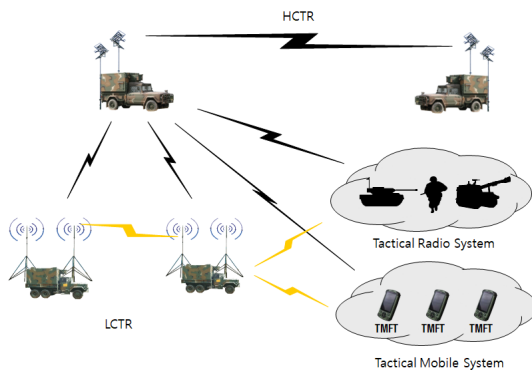 HCTR
Tactical Radio System
LCTR
TMFT TMFT TMFT
Tactical Mobile System